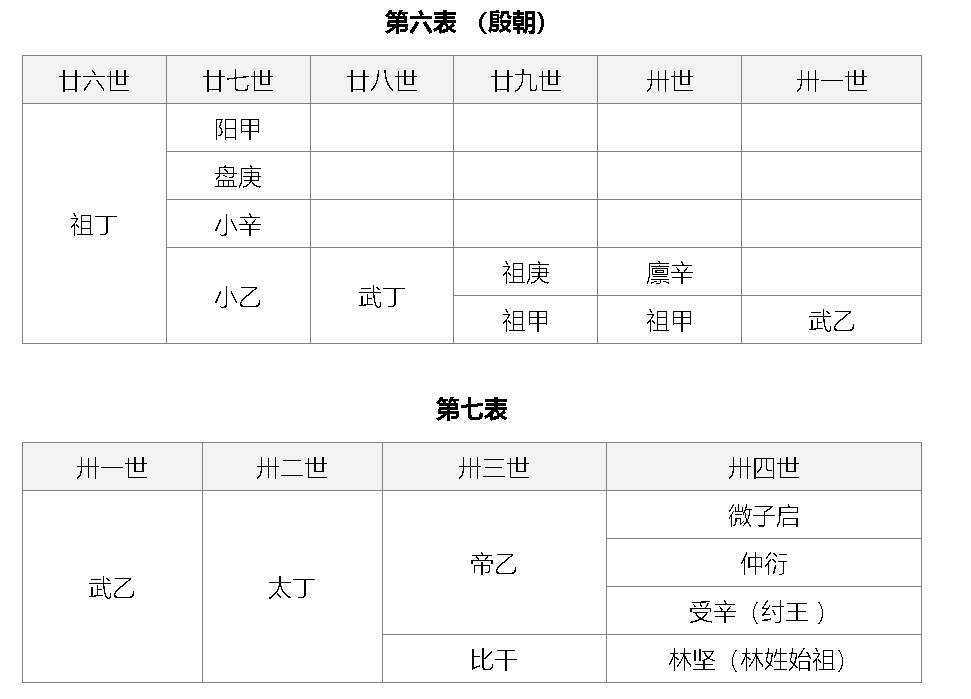 第六表 （殷朝）
廿六世 廿七世 廿八世 廿九世 卅世 卅一世
阳甲
盘庚
祖丁 小辛
小乙 武丁 祖庚 廪辛
祖甲 祖甲 武乙
第七表
卅一世 卅二世 卅三世 卅四世
微子启
武乙 太丁 帝乙 仲衍
受辛（纣王 ）
比干 林坚（林姓始祖）